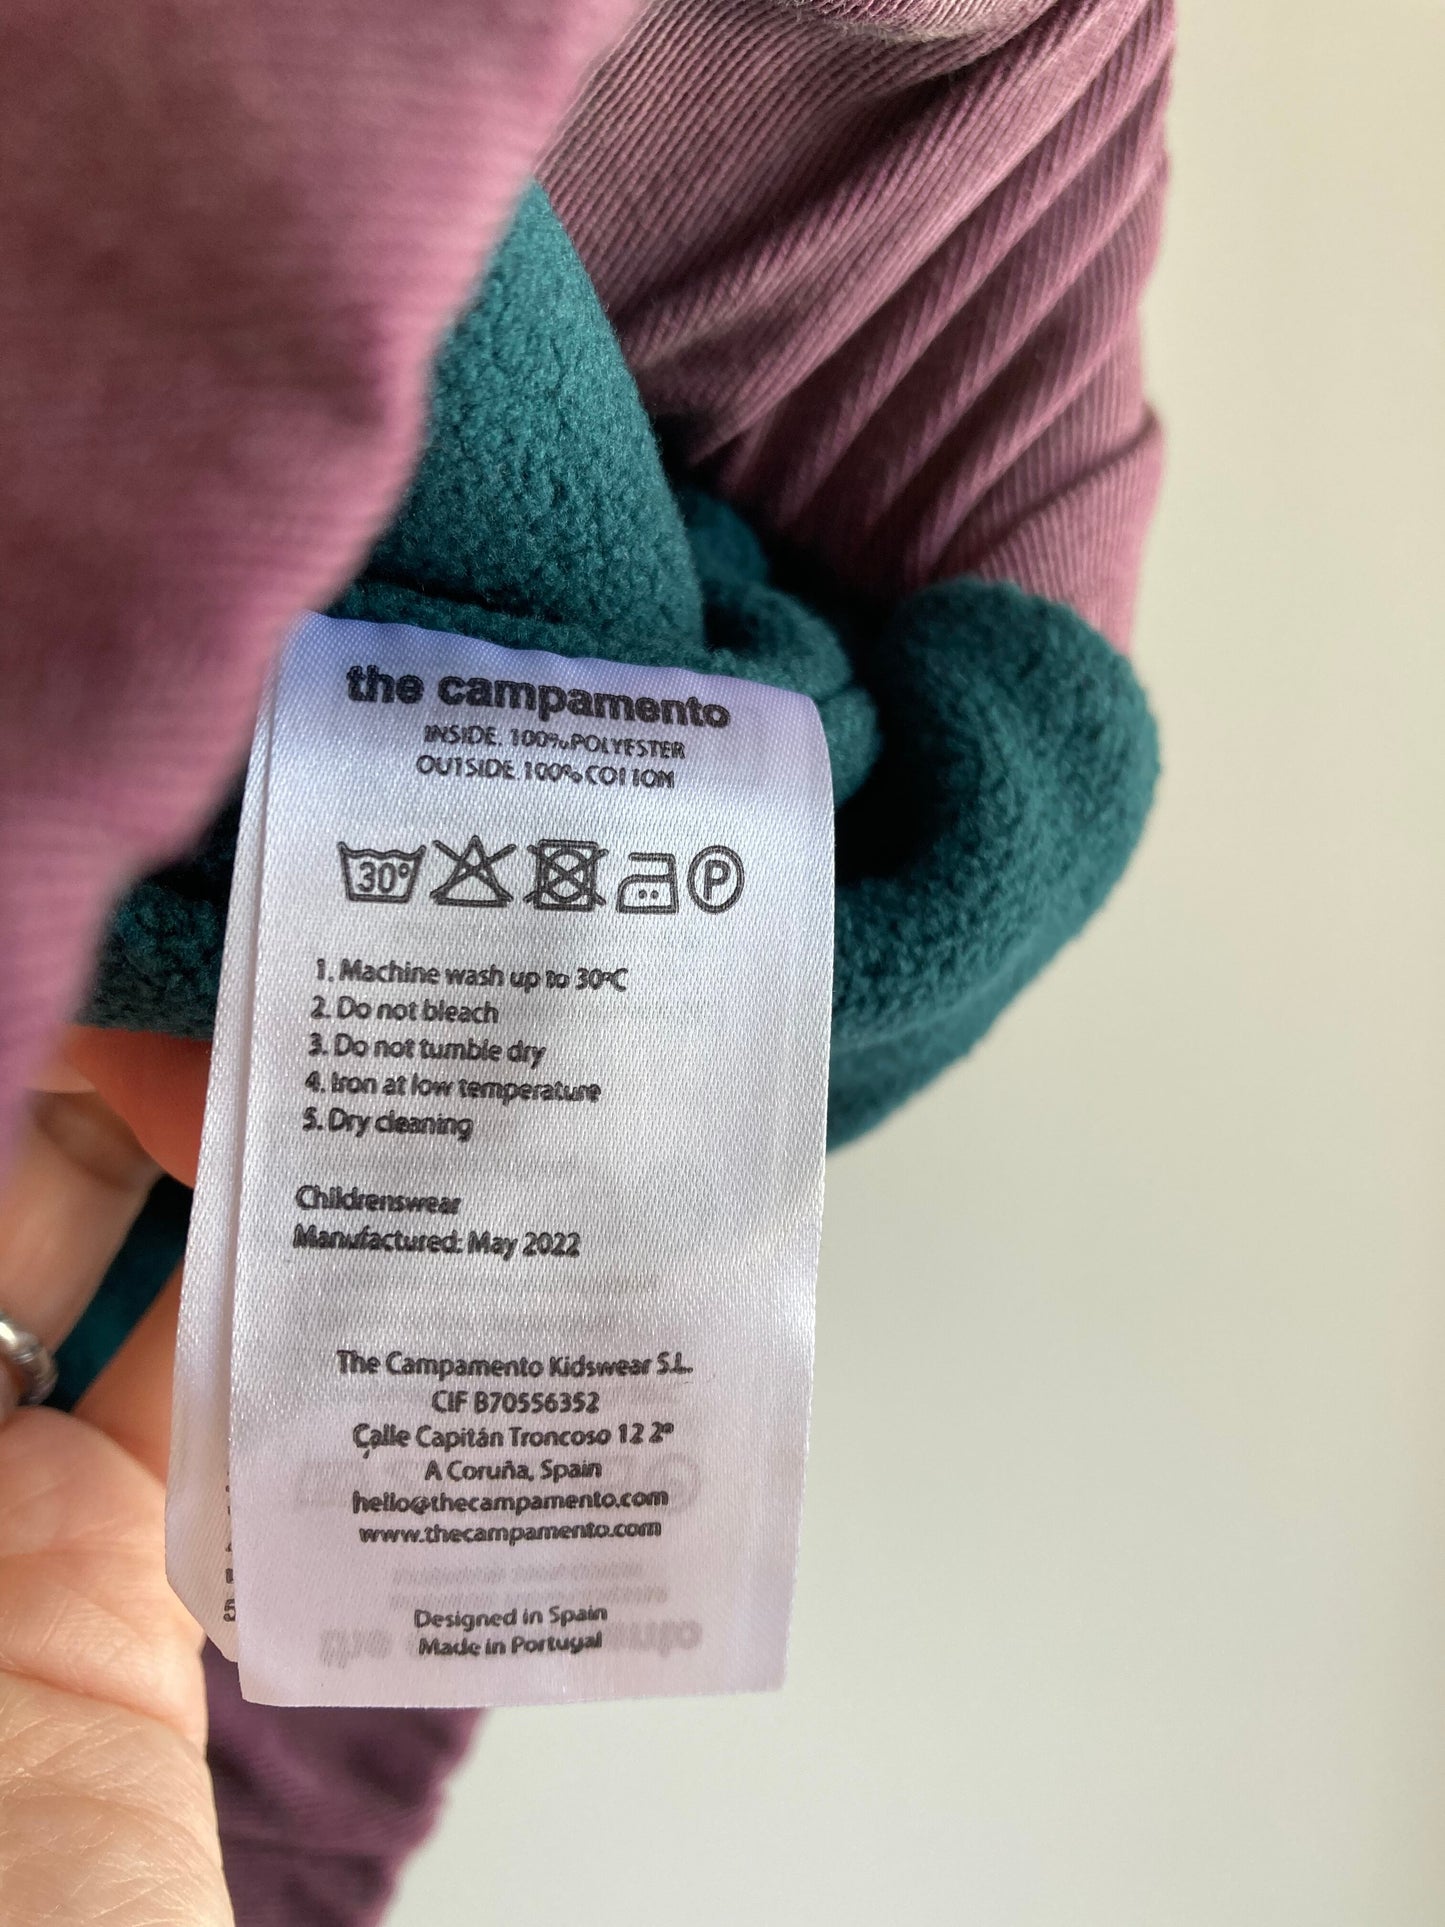 the campamento
INSIDE. 100% POLYESTER
OUTSIDE. 100% COTTON
30° P
1. Machine wash up to 30ºC
2. Do not bleach
3. Do not tumble dry
4. Iron at low temperature
5. Dry cleaning
Childrenswear
Manufactured: May 2022
The Campamento Kidswear S.L.
CIF B70556352
Calle Capitán Troncoso 12 2º
A Coruña, Spain
hello@thecampamento.com
www.thecampamento.com
Designed in Spain
Made in Portugal
5